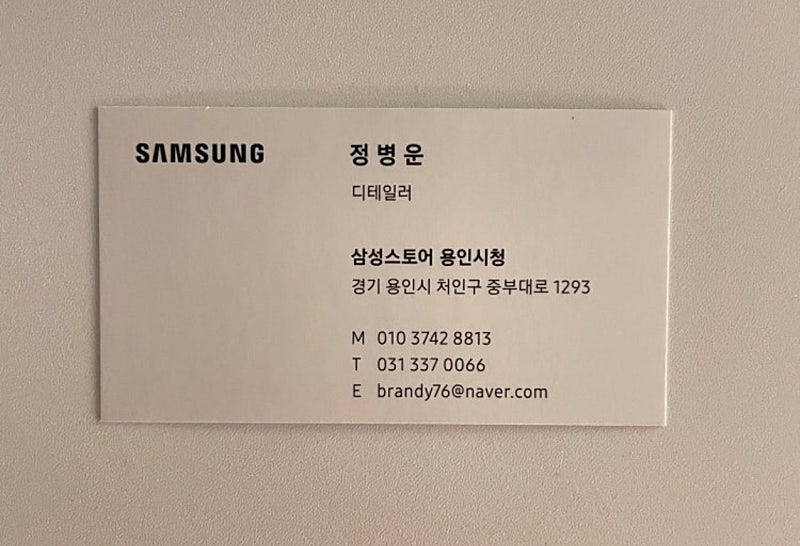 SAMSUNG
정병운
디테일러
삼성스토어 용인시청
경기 용인시 처인구 중부대로 1293
M 010 3742 8813
T 031 337 0066
E brandy76@naver.com